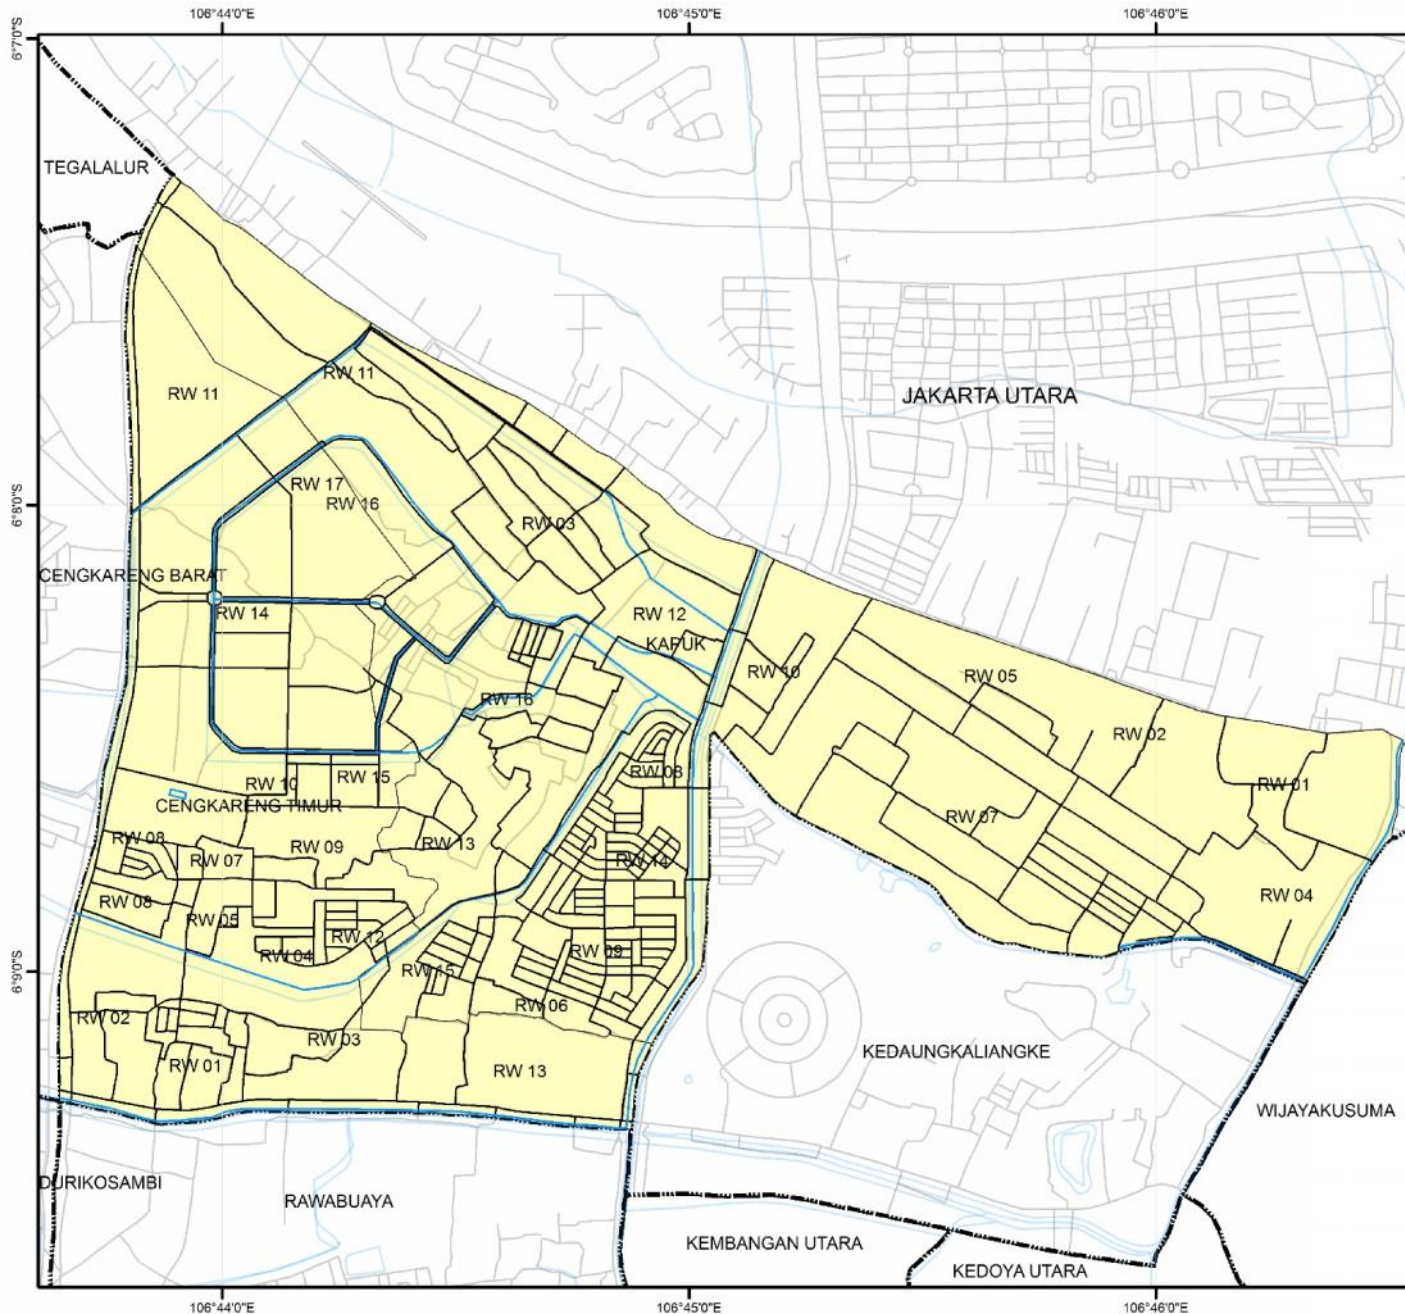 106°44'0"E
106°45'0"E
106°46'0"E
6°7'0"S
TEGALALUR
RW 11
RW 11
JAKARTA UTARA
RW 17
RW 16
6°8'0"S
RW 03
CENGKARENG BARAT
RW 14
RW 12
KAPUK
RW 10
RW 05
RW 16
RW 02
RW 08
RW 10
RW 15
RW 01
CENGKARENG TIMUR
RW 07
RW 08
RW 09
RW 13
RW 07
RW 14
RW 08
RW 04
RW 05
RW 12
RW 04
RW 09
RW 15
6°9'0"S
RW 06
RW 02
RW 03
RW 01
RW 13
KEDAUNGKALIANGKE
WIJAYAKUSUMA
DURIKOSAMBI
RAWABUAYA
KEMBANGAN UTARA
KEDOYA UTARA
106°44'0"E
106°45'0"E
106°46'0"E